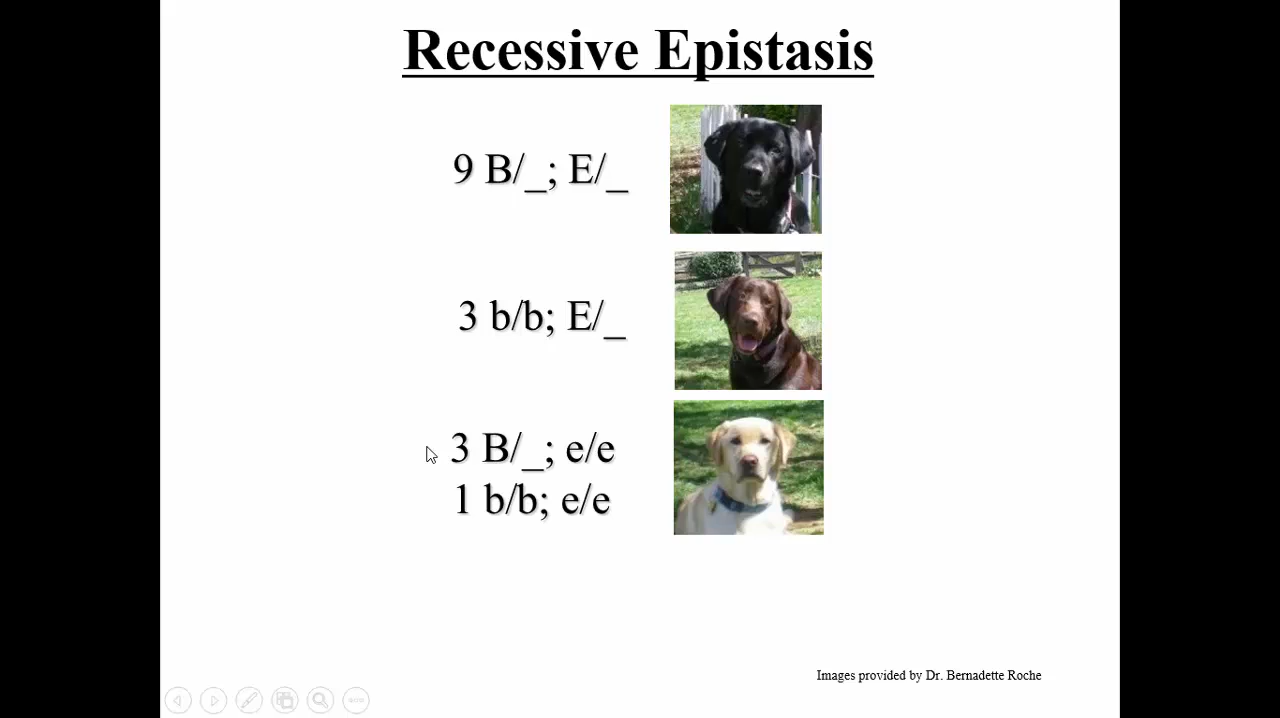 Recessive Epistasis
9 B/_; E/_
3 b/b; E/_
3 B/_; e/e
1 b/b; e/e
Images provided by Dr. Bernadette Roche